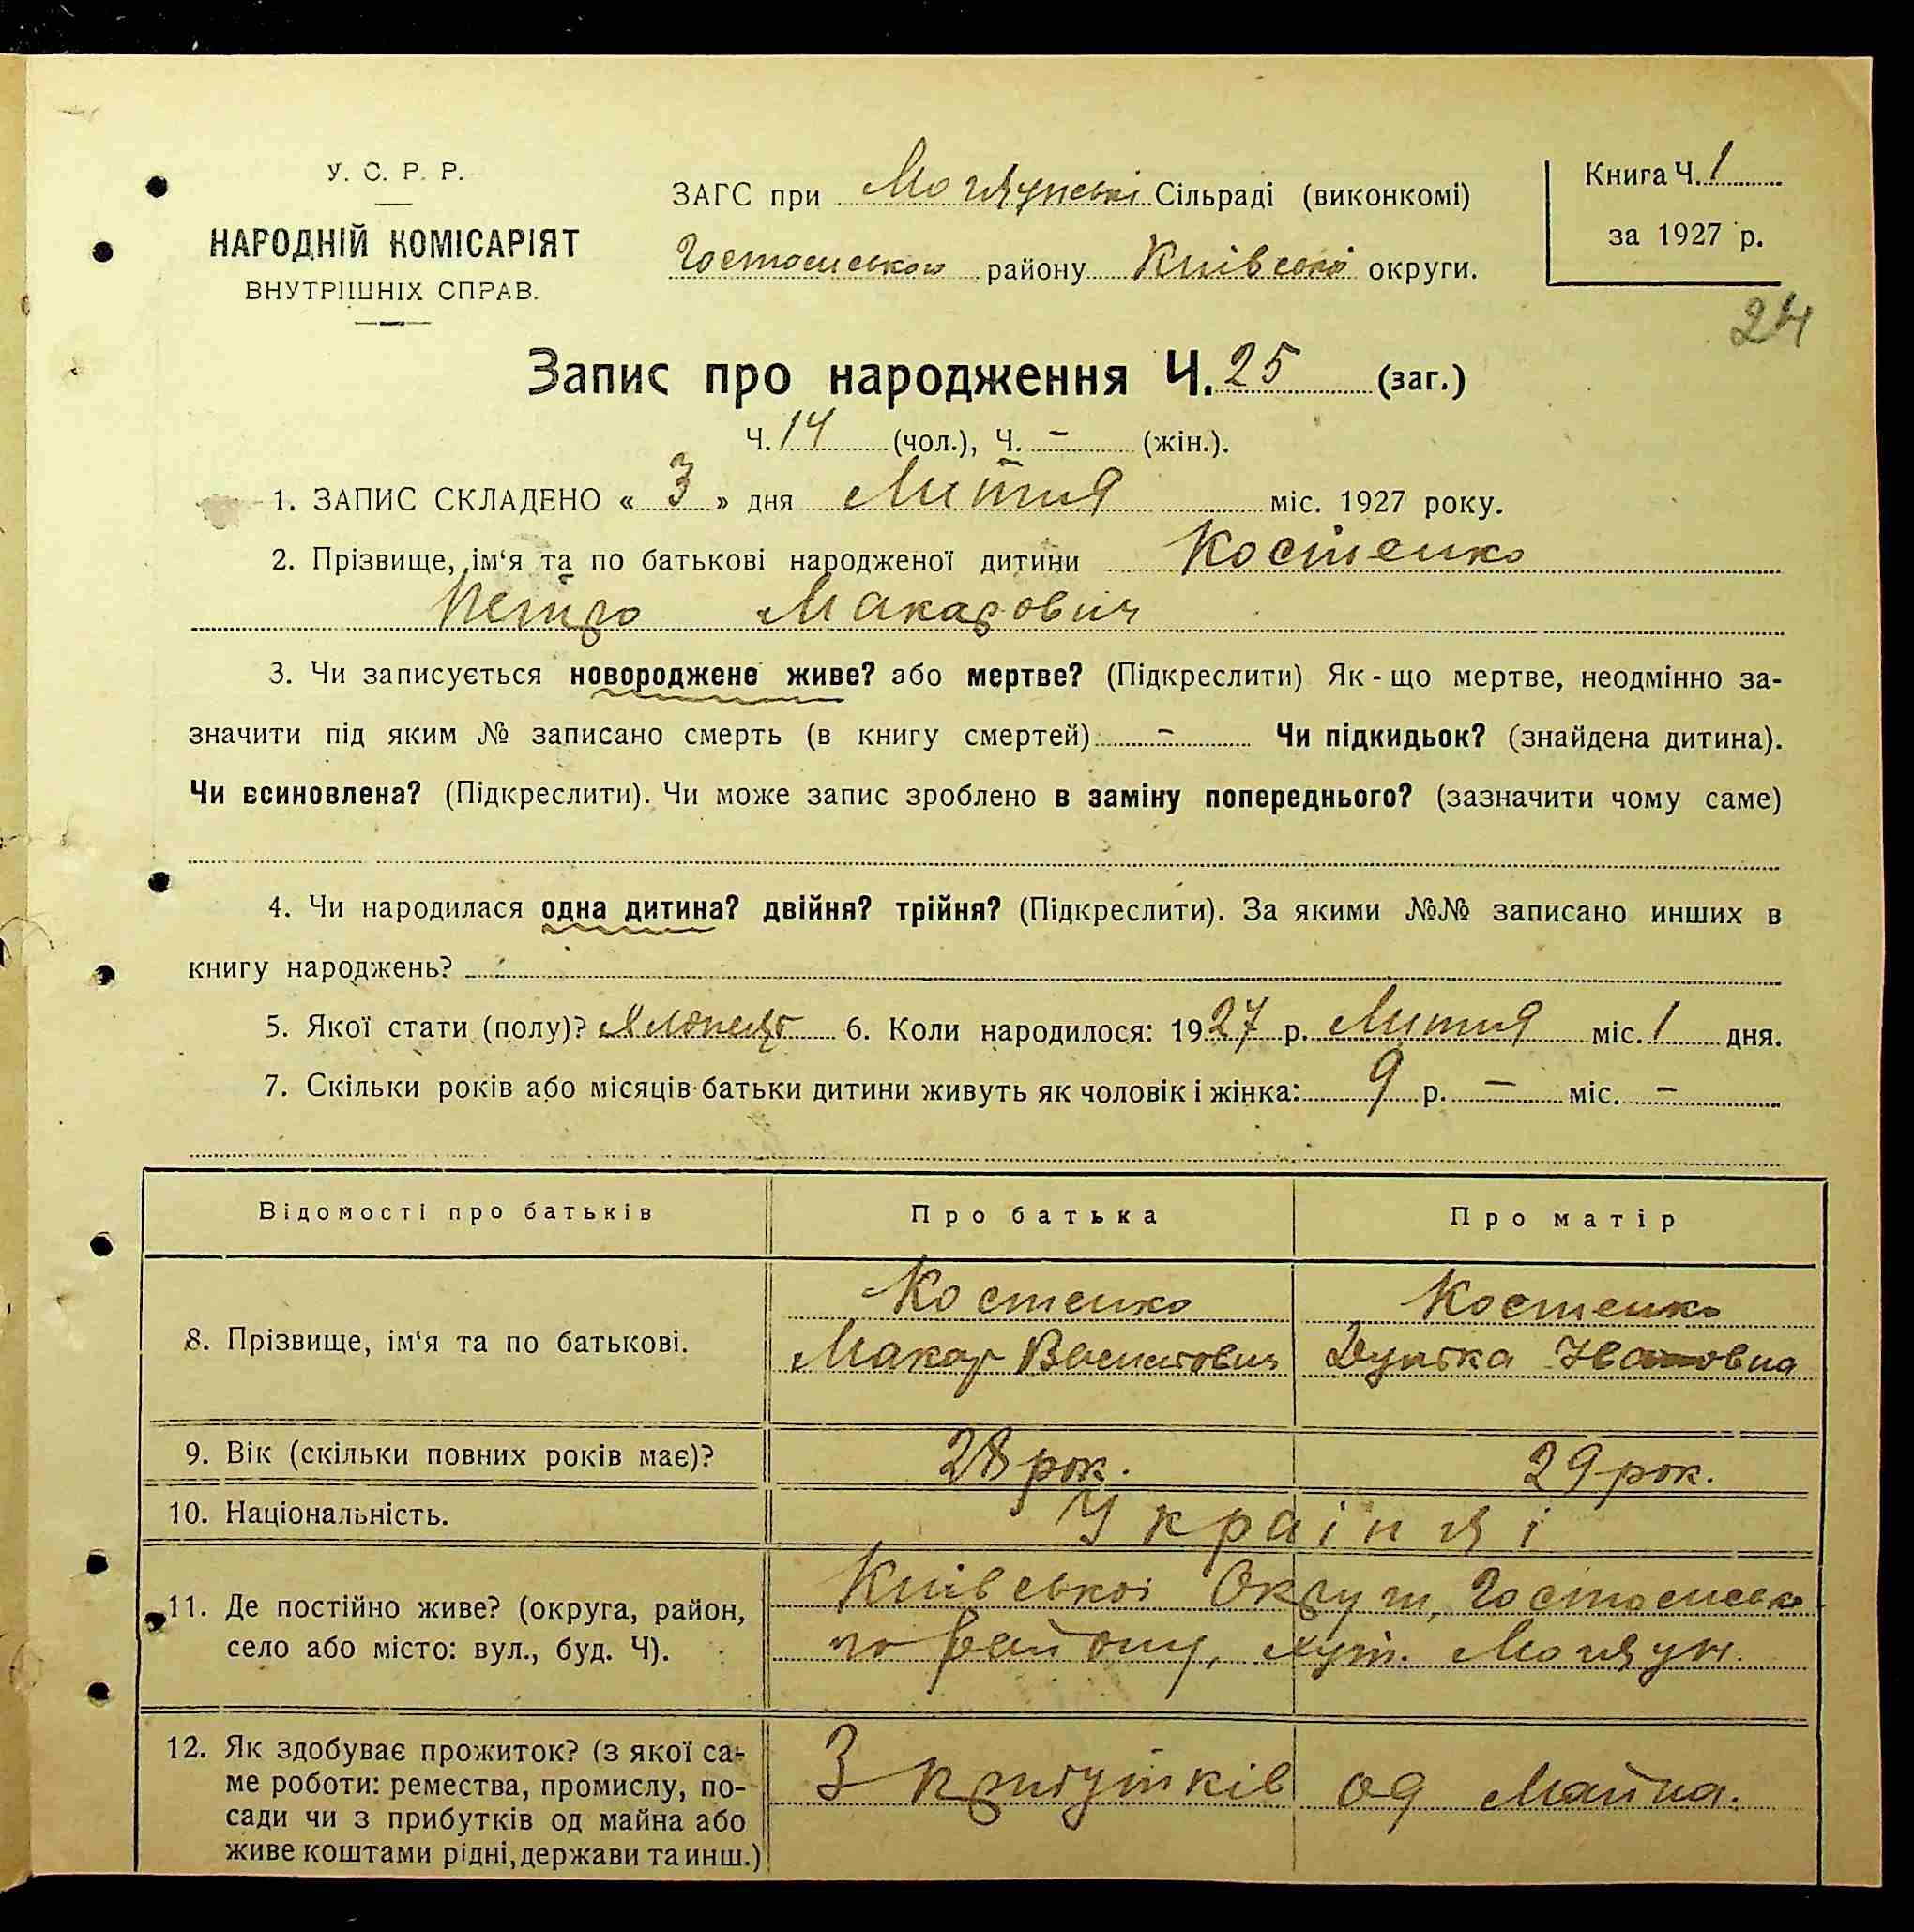 У. С. Р. Р.
НАРОДНІЙ КОМІСАРІЯТ
ВНУТРІШНІХ СПРАВ.
ЗАГС при Мощунські Сільраді (виконкомі)
Гостомського району Київської округи.
Книга Ч. 1
за 1927 р.
24
Запис про народження Ч. 25 (заг.)
Ч. 14 (чол.), Ч. – (жін.).
1. ЗАПИС СКЛАДЕНО « 3 » дня Лютня міс. 1927 року.
2. Прізвище, ім‘я та по батькові народженої дитини Костенко
Петро Макарович
3. Чи записується новороджене живе? або мертве? (Підкреслити) Як-що мертве, неодмінно за-
значити під яким № записано смерть (в книгу смертей) – Чи підкидьок? (знайдена дитина).
Чи всиновлена? (Підкреслити). Чи може запис зроблено в заміну попереднього? (зазначити чому саме)
4. Чи народилася одна дитина? двійня? трійня? (Підкреслити). За якими №№ записано инших в
книгу народжень?
5. Якої стати (полу)? Хлопець 6. Коли народилося: 1927 р. Лютня міс. 1 дня.
7. Скільки років або місяців батьки дитини живуть як чоловік і жінка: 9 р. – міс. –
Відомості про батьків Про батька Про матір
8. Прізвище, ім‘я та по батькові.
Костенко
Макар Васильович
Костенко
Дунька Івановна
9. Вік (скільки повних років має)? 28 рок. 29 рок.
10. Національність. Українці
11. Де постійно живе? (округа, район,
село або місто: вул., буд. Ч).
Київської Округи, Гостомсько
го району, хут. Мощун.
12. Як здобуває прожиток? (з якої са-
ме роботи: ремества, промислу, по-
сади чи з прибутків од майна або
живе коштами рідні, держави та инш.)
З прибутків од майна.